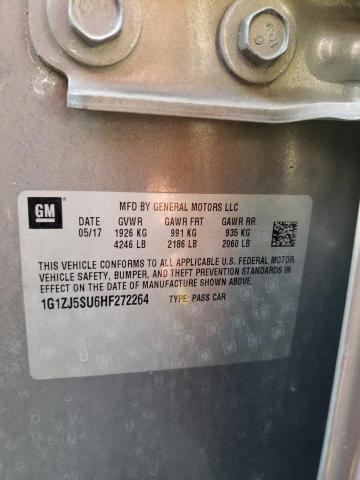 GM
MFD BY GENERAL MOTORS LLC
DATE GVWR GAWR FRT GAWR RR
05/17 1926 KG 991 KG 935 KG
4246 LB 2186 LB 2060 LB
THIS VEHICLE CONFORMS TO ALL APPLICABLE U.S. FEDERAL MOTOR
VEHICLE SAFETY, BUMPER, AND THEFT PREVENTION STANDARDS IN
EFFECT ON THE DATE OF MANUFACTURE SHOWN ABOVE.
1G1ZJ5SU6HF272264 TYPE: PASS CAR